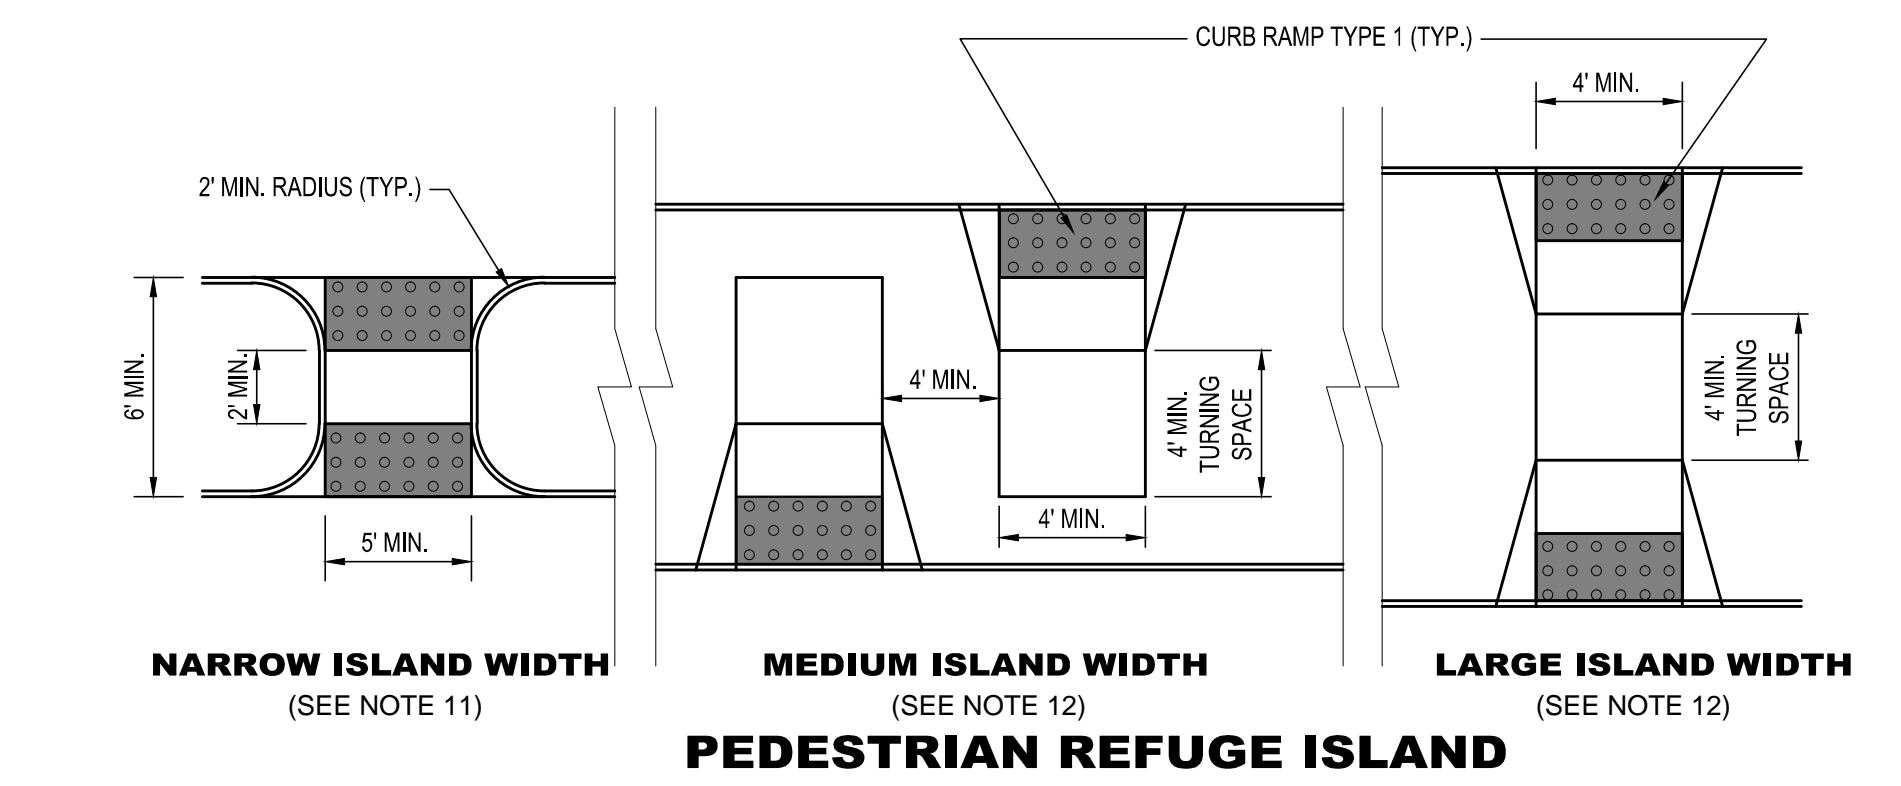 CURB RAMP TYPE 1 (TYP.)
4' MIN.
2' MIN. RADIUS (TYP.)
6' MIN.
2' MIN.
5' MIN.
4' MIN.
4' MIN.
TURNING
SPACE
4' MIN.
4' MIN.
TURNING
SPACE
NARROW ISLAND WIDTH
(SEE NOTE 11)
MEDIUM ISLAND WIDTH
(SEE NOTE 12)
LARGE ISLAND WIDTH
(SEE NOTE 12)
PEDESTRIAN REFUGE ISLAND